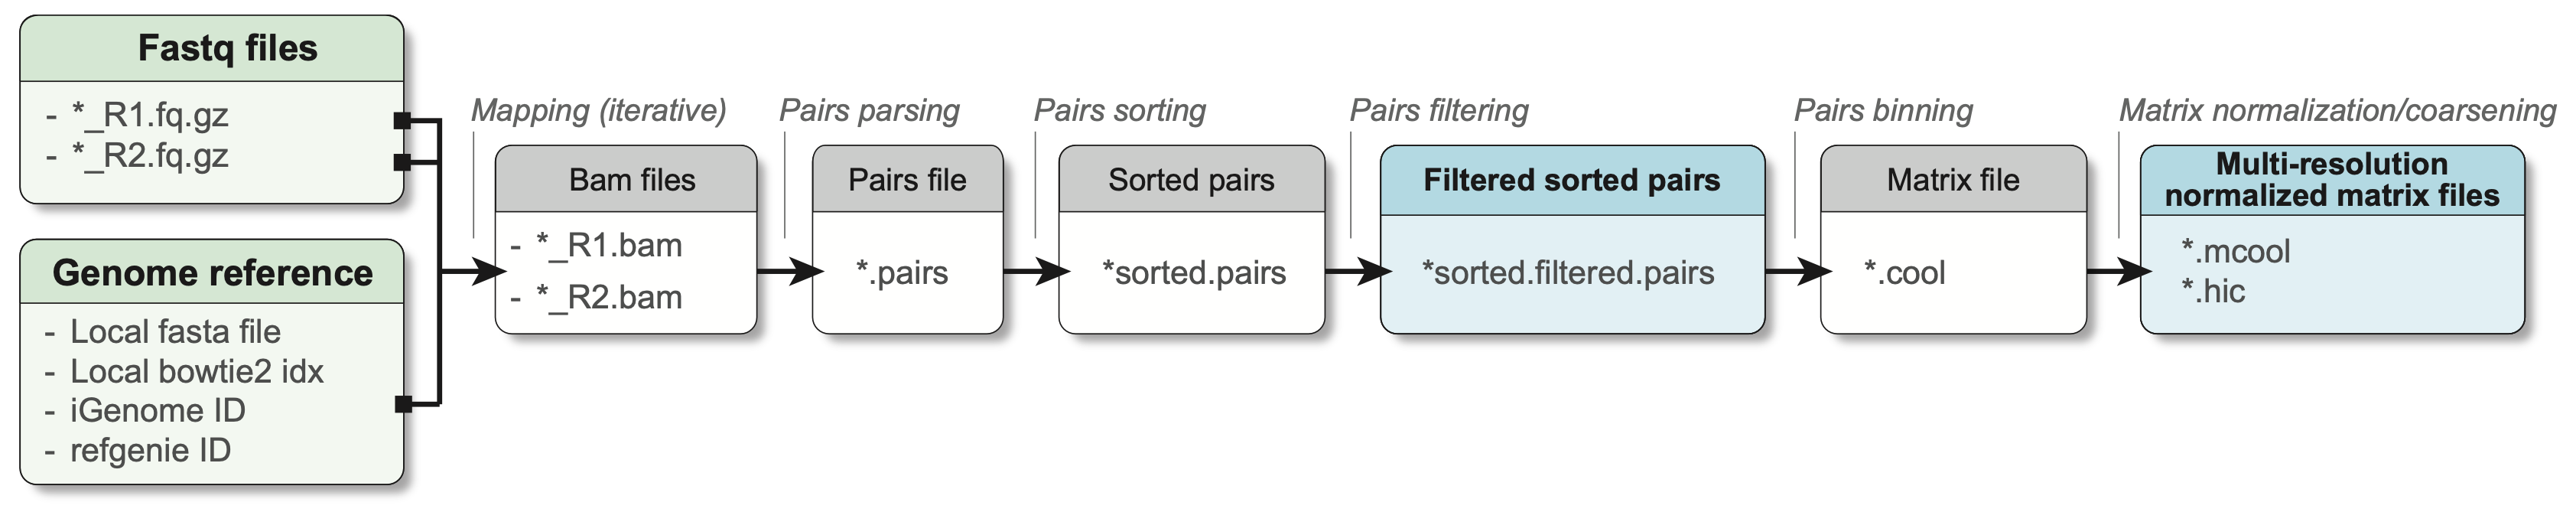 Fastq files
- *_R1.fq.gz
- *_R2.fq.gz
Genome reference
- Local fasta file
- Local bowtie2 idx
- iGenome ID
- refgenie ID
Mapping (iterative)
Bam files
- *_R1.bam
- *_R2.bam
Pairs parsing
Pairs file
*.pairs
Pairs sorting
Sorted pairs
*sorted.pairs
Pairs filtering
Filtered sorted pairs
*sorted.filtered.pairs
Pairs binning
Matrix file
*.cool
Matrix normalization/coarsening
Multi-resolution
normalized matrix files
*.mcool
*.hic